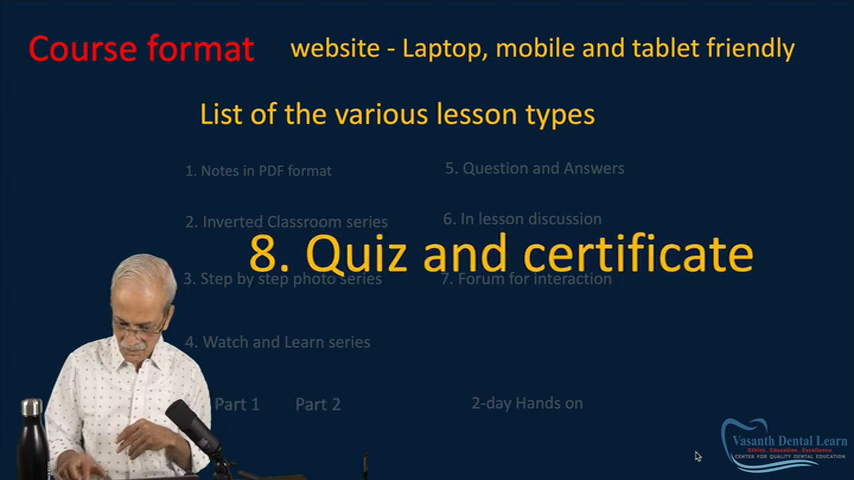 Course format
website - Laptop, mobile and tablet friendly
List of the various lesson types
1. Notes in PDF format
5. Question and Answers
2. Inverted Classroom series
6. In lesson discussion
8. Quiz and certificate
3. Step by step photo series
7. Forum for interaction
4. Watch and Learn series
Part 1
Part 2
2-day Hands on
Vasanth Dental Learn
Ethics . Education . Excellence
CENTER FOR QUALITY DENTAL EDUCATION